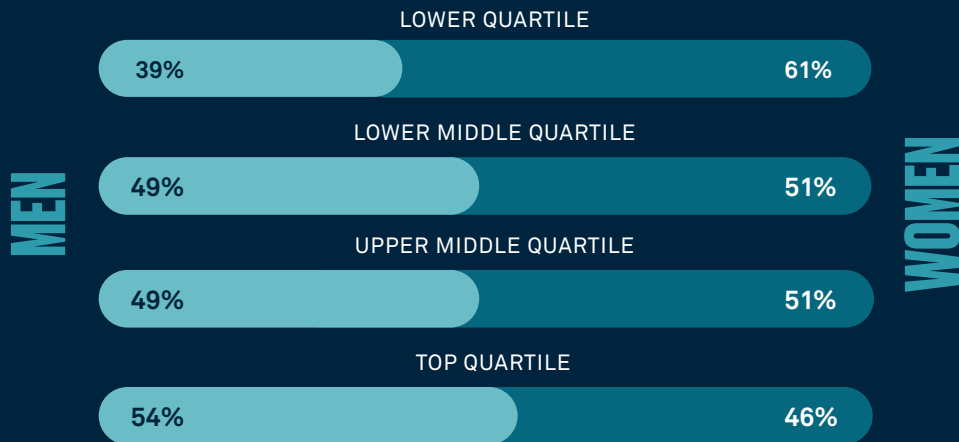 LOWER QUARTILE
39% 61%
LOWER MIDDLE QUARTILE
49% 51%
MEN
WOMEN
UPPER MIDDLE QUARTILE
49% 51%
TOP QUARTILE
54% 46%